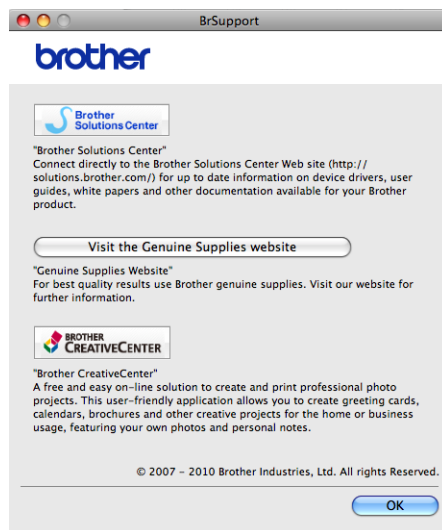 BrSupport
brother
Brother
Solutions Center
"Brother Solutions Center"
Connect directly to the Brother Solutions Center Web site (http://
solutions.brother.com/) for up to date information on device drivers, user
guides, white papers and other documentation available for your Brother
product.
Visit the Genuine Supplies website
"Genuine Supplies Website"
For best quality results use Brother genuine supplies. Visit our website for
further information.
BROTHER
CREATIVECENTER
"Brother CreativeCenter"
A free and easy on-line solution to create and print professional photo
projects. This user-friendly application allows you to create greeting cards,
calendars, brochures and other creative projects for the home or business
usage, featuring your own photos and personal notes.
© 2007 - 2010 Brother Industries, Ltd. All rights Reserved.
OK